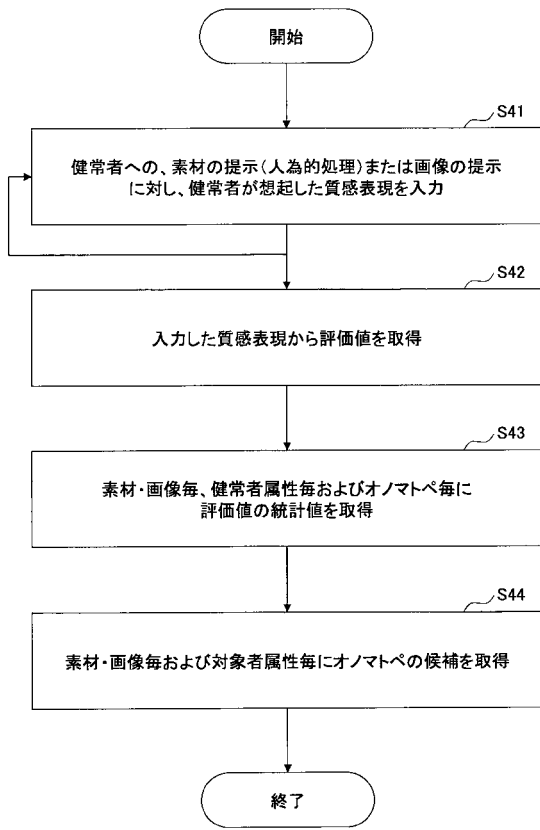 開始
S41
健常者への、素材の提示(人為的処理)または画像の提示
に対し、健常者が想起した質感表現を入力
S42
入力した質感表現から評価値を取得
S43
素材・画像毎、健常者属性毎およびオノマトペ毎に
評価値の統計値を取得
S44
素材・画像毎および対象者属性毎にオノマトペの候補を取得
終了